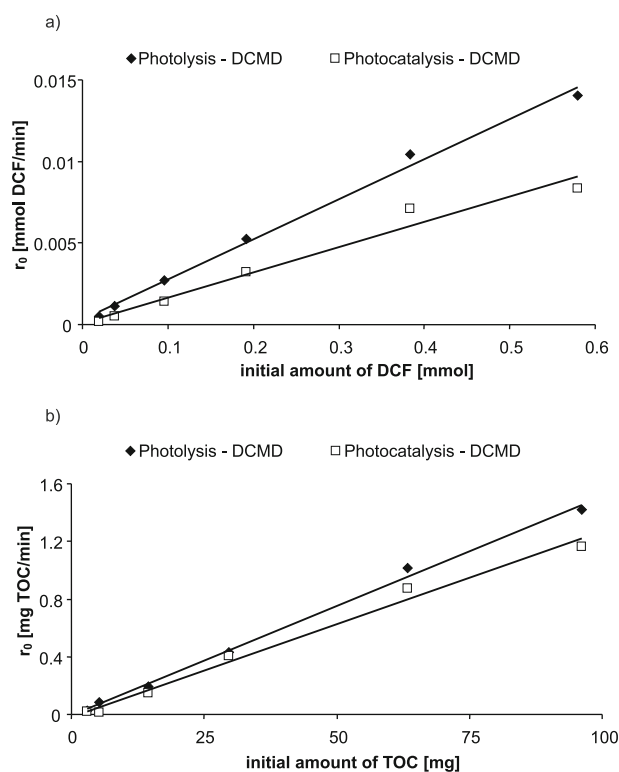 a)
Photolysis - DCMD Photocatalysis - DCMD
0.015
0.01
0.005
0
r0 [mmol DCF/min]
0 0.1 0.2 0.3 0.4 0.5 0.6
initial amount of DCF [mmol]
b)
Photolysis - DCMD Photocatalysis - DCMD
1.6
1.2
0.8
0.4
0
r0 [mg TOC/min]
0 25 50 75 100
initial amount of TOC [mg]